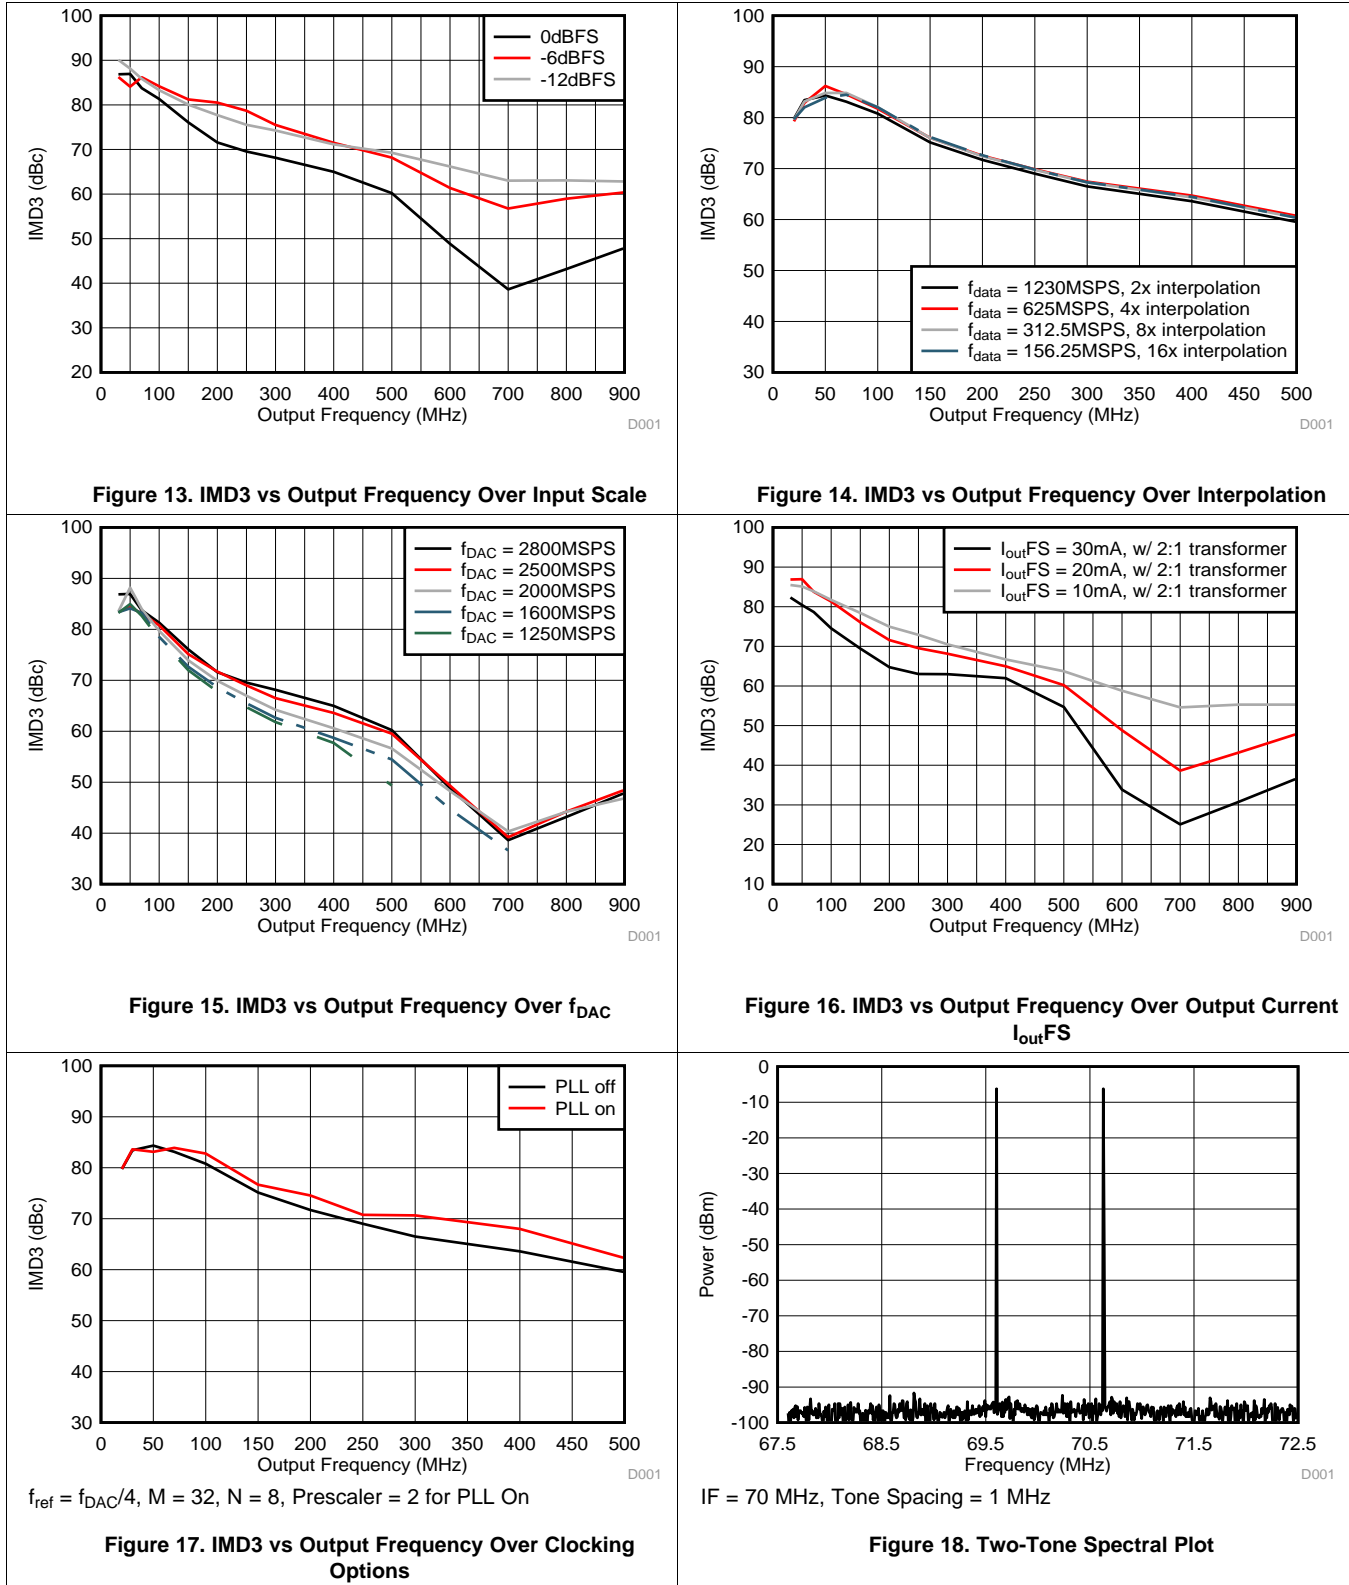 100
90
80
70
60
50
40
30
20
0 100 200 300 400 500 600 700 800 900
IMD3 (dBc)
Output Frequency (MHz)
0dBFS
-6dBFS
-12dBFS
D001
Figure 13. IMD3 vs Output Frequency Over Input Scale
100
90
80
70
60
50
40
30
0 50 100 150 200 250 300 350 400 450 500
IMD3 (dBc)
Output Frequency (MHz)
fdata = 1230MSPS, 2x interpolation
fdata = 625MSPS, 4x interpolation
fdata = 312.5MSPS, 8x interpolation
fdata = 156.25MSPS, 16x interpolation
D001
Figure 14. IMD3 vs Output Frequency Over Interpolation
100
90
80
70
60
50
40
30
0 100 200 300 400 500 600 700 800 900
IMD3 (dBc)
Output Frequency (MHz)
fDAC = 2800MSPS
fDAC = 2500MSPS
fDAC = 2000MSPS
fDAC = 1600MSPS
fDAC = 1250MSPS
D001
Figure 15. IMD3 vs Output Frequency Over fDAC
100
90
80
70
60
50
40
30
20
10
0 100 200 300 400 500 600 700 800 900
IMD3 (dBc)
Output Frequency (MHz)
IoutFS = 30mA, w/ 2:1 transformer
IoutFS = 20mA, w/ 2:1 transformer
IoutFS = 10mA, w/ 2:1 transformer
D001
Figure 16. IMD3 vs Output Frequency Over Output Current
IoutFS
100
90
80
70
60
50
40
30
0 50 100 150 200 250 300 350 400 450 500
IMD3 (dBc)
Output Frequency (MHz)
PLL off
PLL on
D001
fref = fDAC/4, M = 32, N = 8, Prescaler = 2 for PLL On
Figure 17. IMD3 vs Output Frequency Over Clocking
Options
0
-10
-20
-30
-40
-50
-60
-70
-80
-90
-100
67.5 68.5 69.5 70.5 71.5 72.5
Power (dBm)
Frequency (MHz)
D001
IF = 70 MHz, Tone Spacing = 1 MHz
Figure 18. Two-Tone Spectral Plot